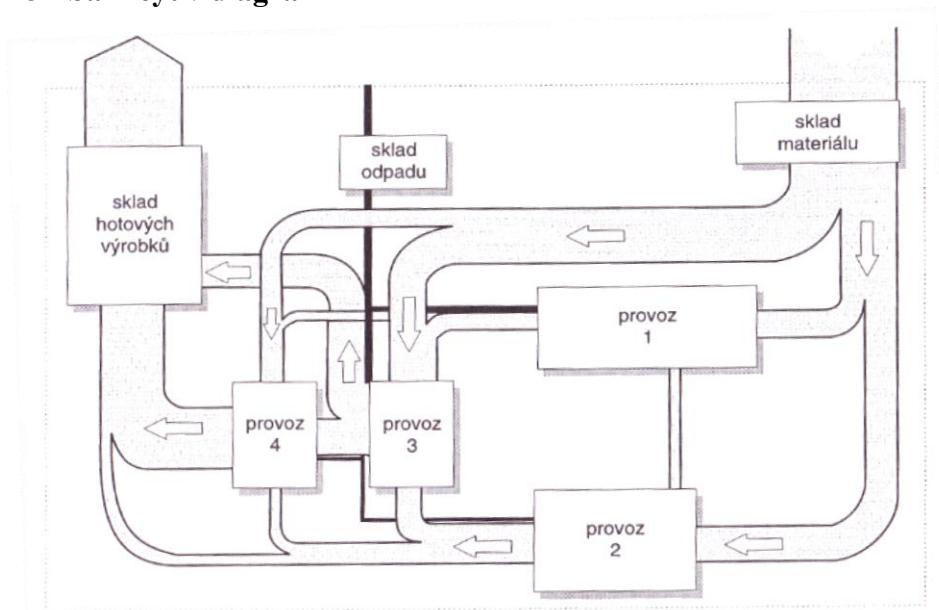 sklad
materiálu
sklad
odpadu
sklad
hotových
výrobků
provoz
1
provoz
4
provoz
3
provoz
2